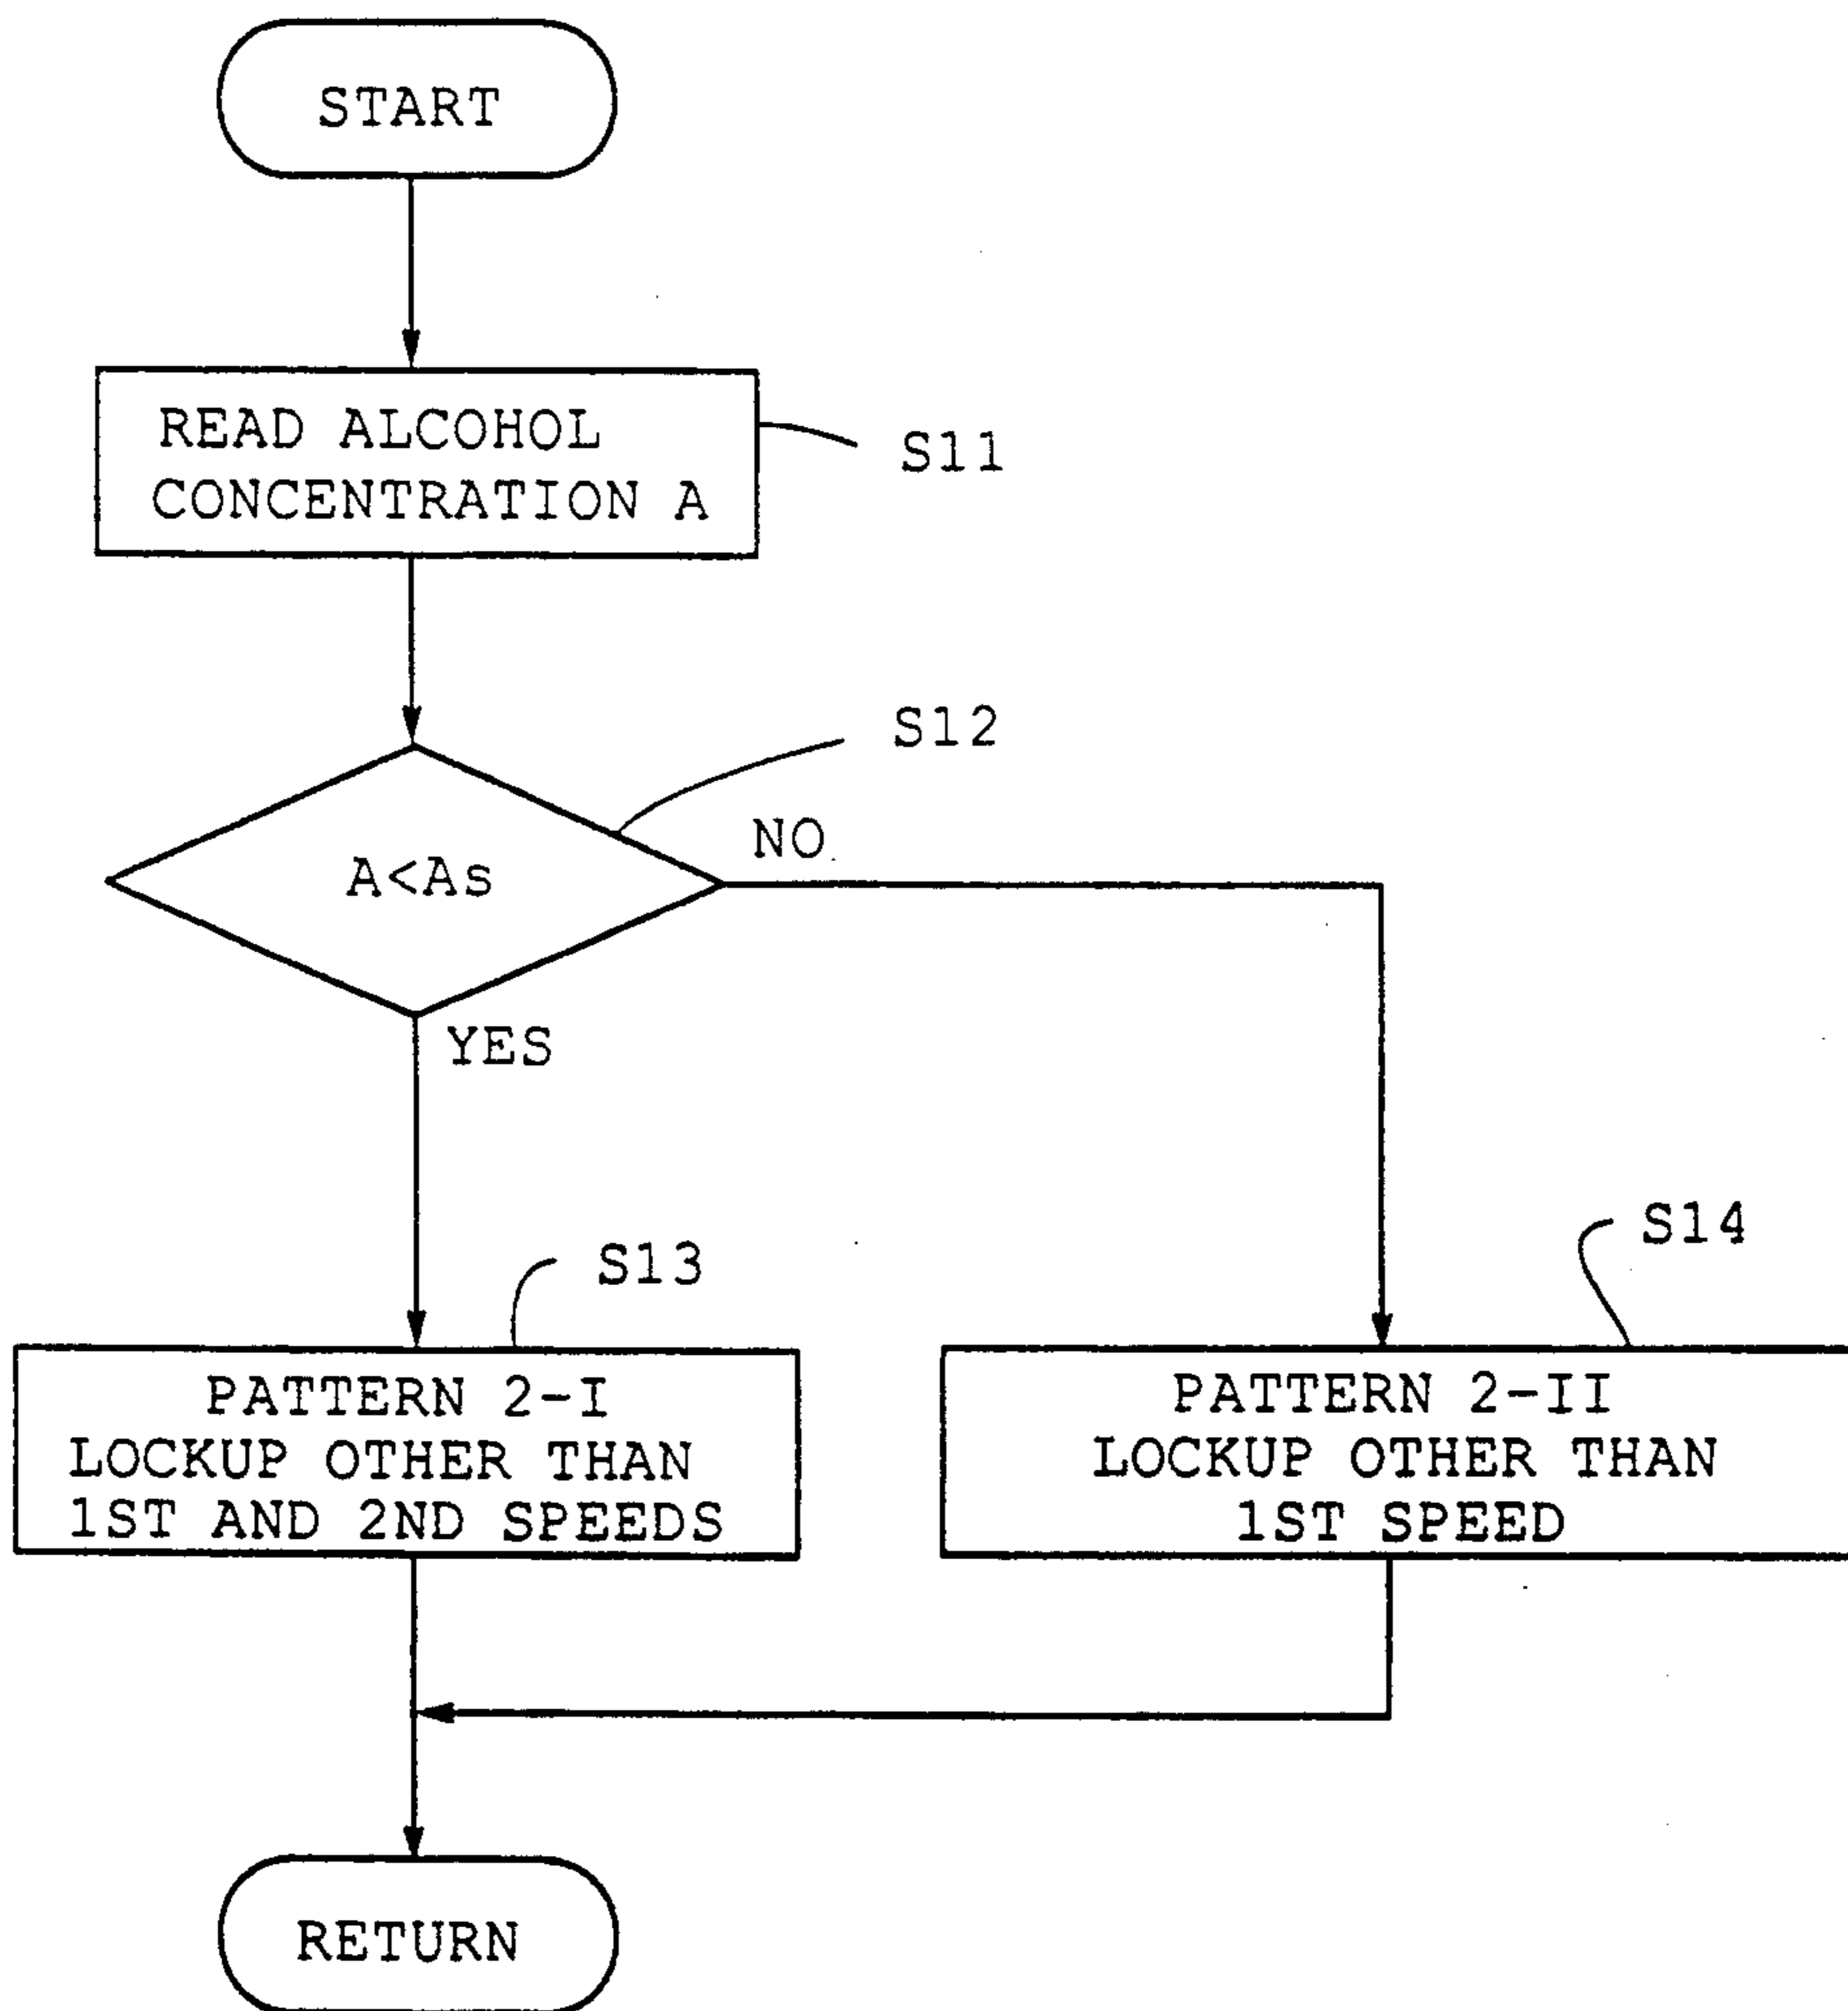 START
READ ALCOHOL
CONCENTRATION A
S11
S12
A<As
NO
YES
S13
S14
PATTERN 2-I
LOCKUP OTHER THAN
1ST AND 2ND SPEEDS
PATTERN 2-II
LOCKUP OTHER THAN
1ST SPEED
RETURN